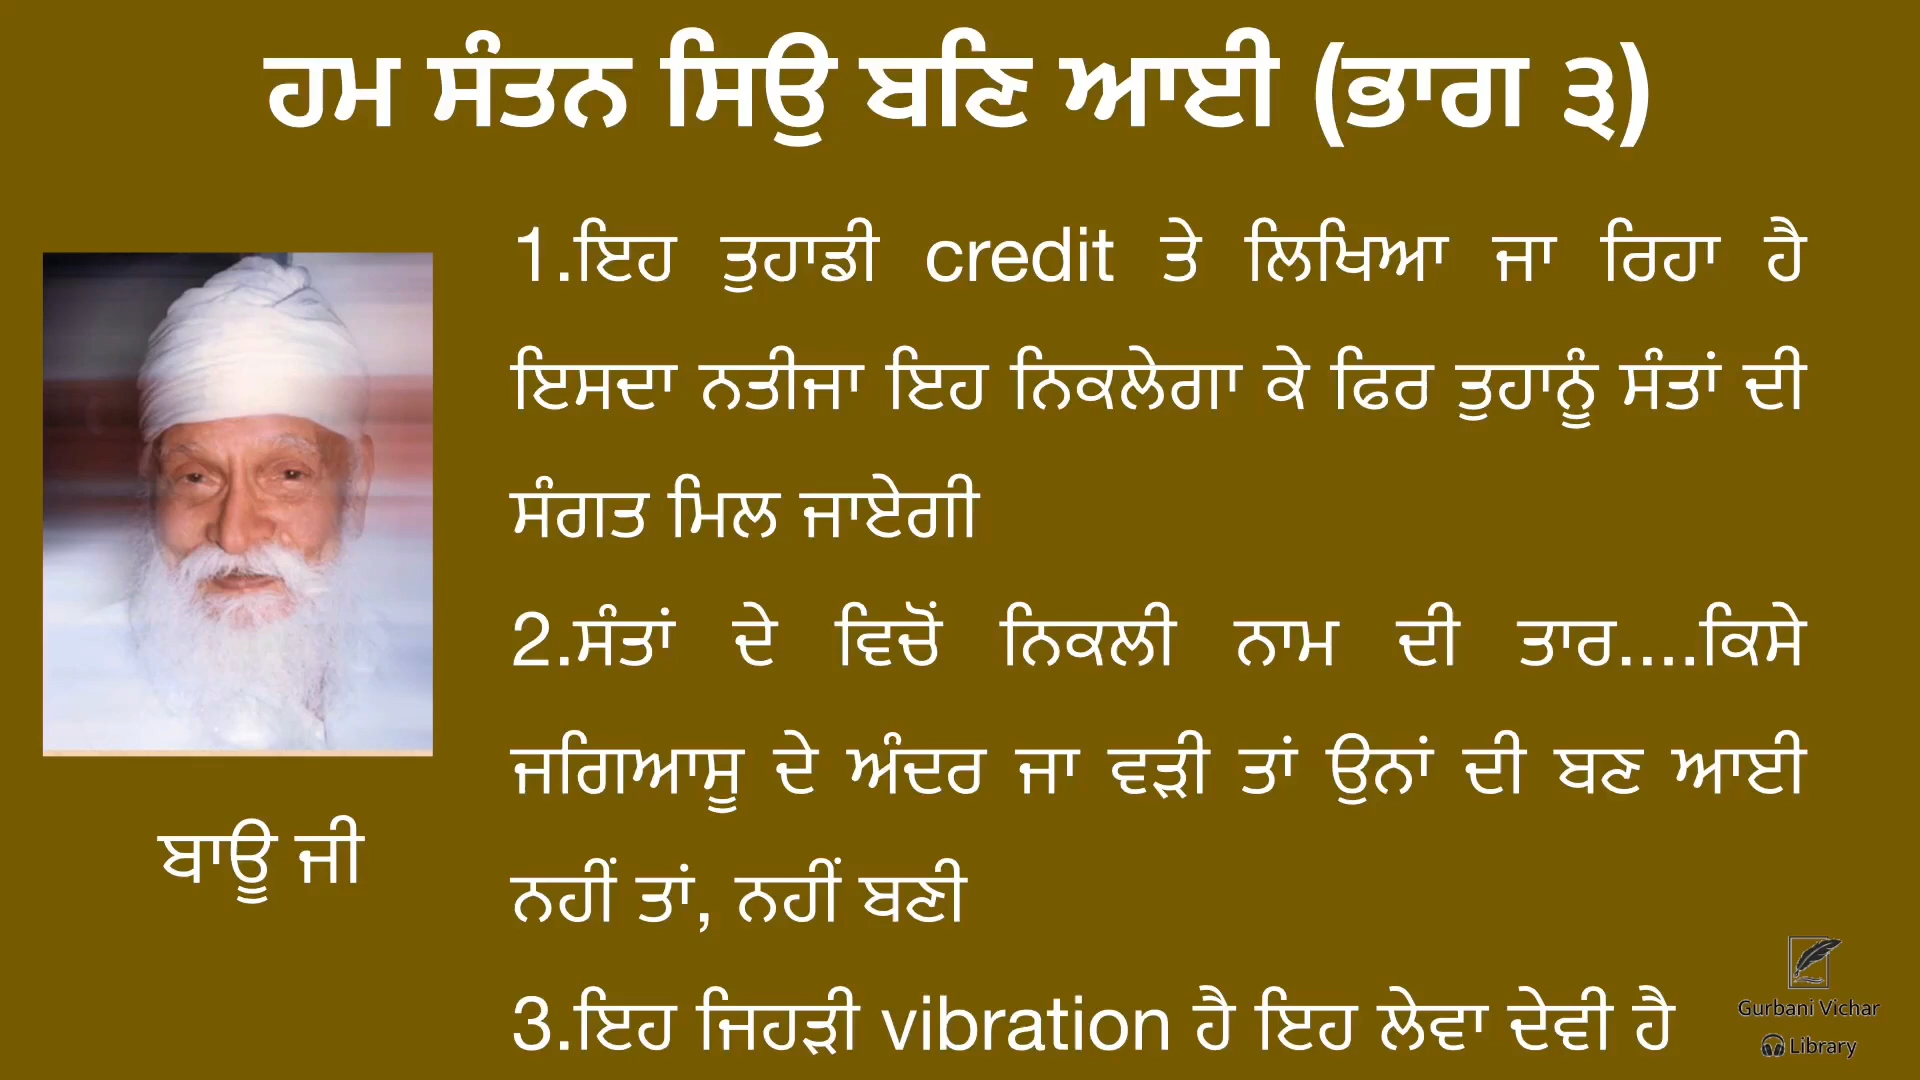 ਹਮ ਸੰਤਨ ਸਿਉ ਬਣਿ ਆਈ (ਭਾਗ ੩)
1.ਇਹ ਤੁਹਾਡੀ credit ਤੇ ਲਿਖਿਆ ਜਾ ਰਿਹਾ ਹੈ
ਇਸਦਾ ਨਤੀਜਾ ਇਹ ਨਿਕਲੇਗਾ ਕੇ ਫਿਰ ਤੁਹਾਨੂੰ ਸੰਤਾਂ ਦੀ
ਸੰਗਤ ਮਿਲ ਜਾਏਗੀ
2.ਸੰਤਾਂ ਦੇ ਵਿਚੋਂ ਨਿਕਲੀ ਨਾਮ ਦੀ ਤਾਰ....ਕਿਸੇ
ਜਗਿਆਸੂ ਦੇ ਅੰਦਰ ਜਾ ਵੜੀ ਤਾਂ ਉਨਾਂ ਦੀ ਬਣ ਆਈ
ਨਹੀਂ ਤਾਂ, ਨਹੀਂ ਬਣੀ
3.ਇਹ ਜਿਹੜੀ vibration ਹੈ ਇਹ ਲੇਵਾ ਦੇਵੀ ਹੈ
ਬਾਊ ਜੀ
Gurbani Vichar
Library